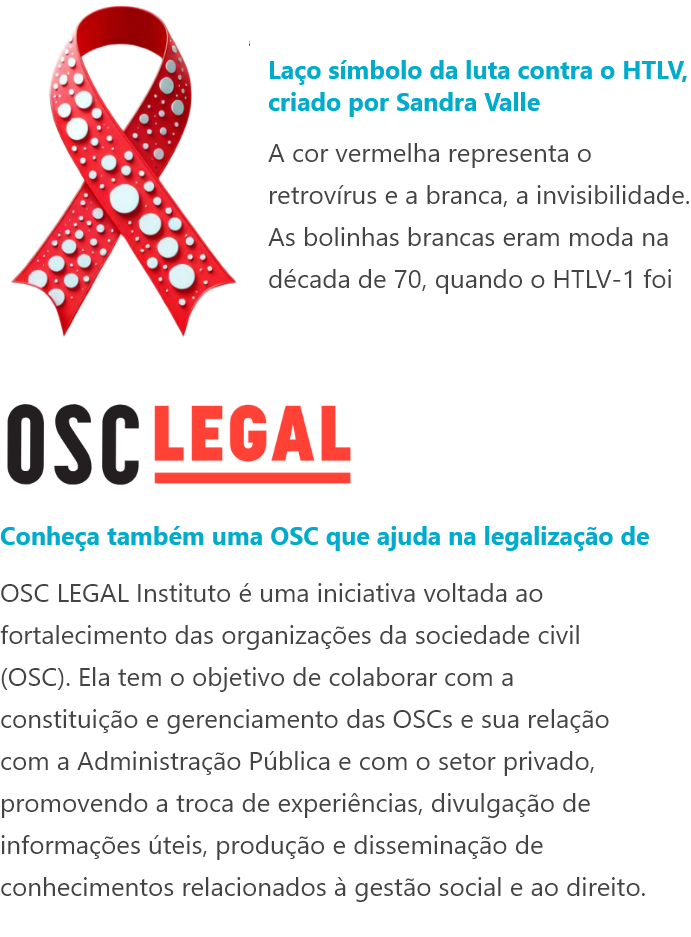 Laço símbolo da luta contra o HTLV,
criado por Sandra Valle
A cor vermelha representa o
retrovírus e a branca, a invisibilidade.
As bolinhas brancas eram moda na
década de 70, quando o HTLV-1 foi
OSC LEGAL
Conheça também uma OSC que ajuda na legalização de
OSC LEGAL Instituto é uma iniciativa voltada ao
fortalecimento das organizações da sociedade civil
(OSC). Ela tem o objetivo de colaborar com a
constituição e gerenciamento das OSCs e sua relação
com a Administração Pública e com o setor privado,
promovendo a troca de experiências, divulgação de
informações úteis, produção e disseminação de
conhecimentos relacionados à gestão social e ao direito.